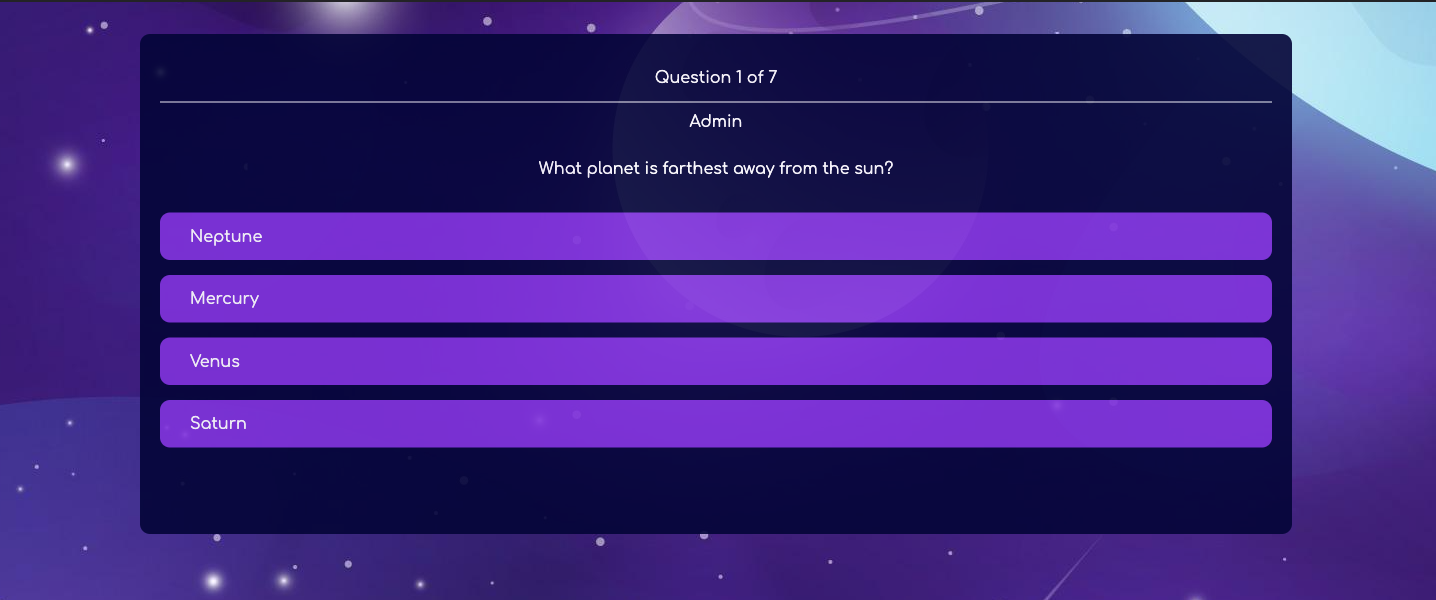 Question 1 of 7
Admin
What planet is farthest away from the sun?
Neptune
Mercury
Venus
Saturn